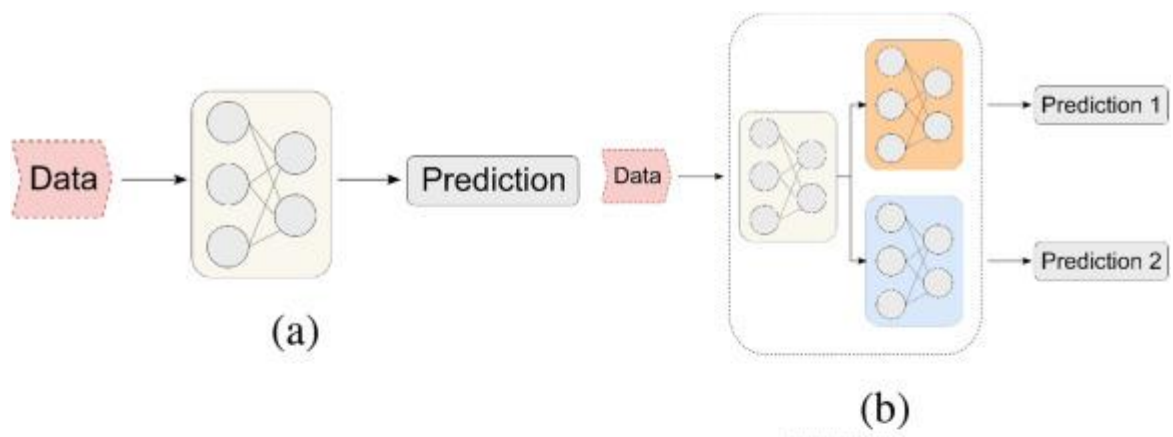 Data
Prediction
(a)
Data
Prediction 1
Prediction 2
(b)